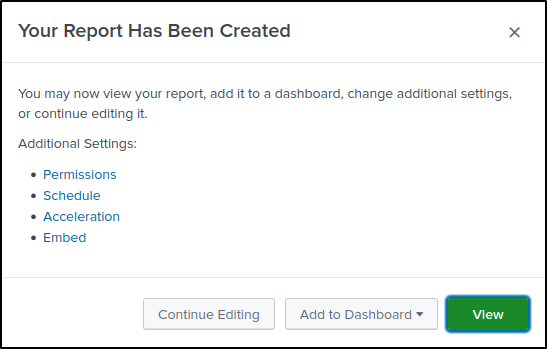 Your Report Has Been Created
You may now view your report, add it to a dashboard, change additional settings,
or continue editing it.
Additional Settings:
Permissions
Schedule
Acceleration
Embed
Continue Editing
Add to Dashboard
View